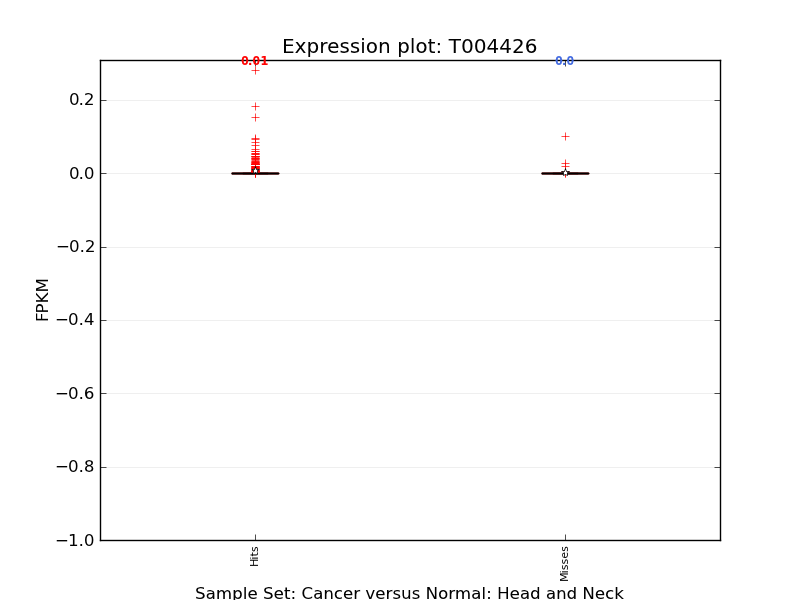 Expression plot: T004426
0.01 0.0
0.2
0.0
−0.2
−0.4
−0.6
−0.8
−1.0
FPKM
Hits Misses
Sample Set: Cancer versus Normal: Head and Neck